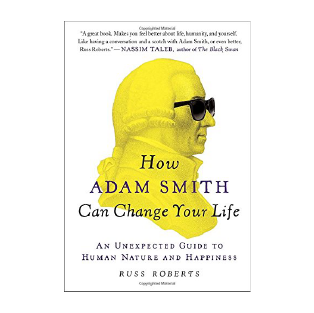 "A great book. Makes you feel better about life, humanity, and yourself.
Like having a conversation and a scotch with Adam Smith, or even better,
Russ Roberts." —NASSIM TALEB, author of The Black Swan
How
ADAM SMITH
Can Change Your Life
AN UNEXPECTED GUIDE TO
HUMAN NATURE AND HAPPINESS
RUSS ROBERTS